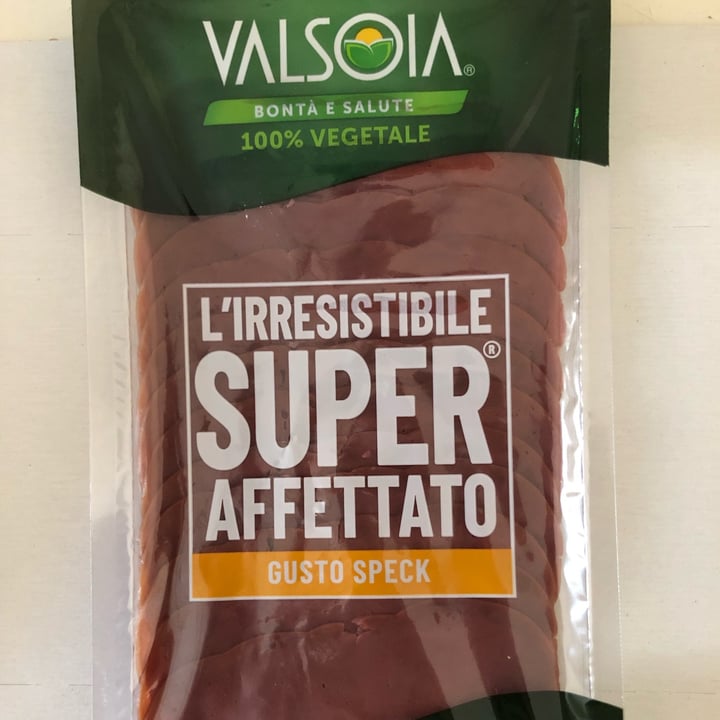 VALSOIA®
BONTÀ E SALUTE
100% VEGETALE
L'IRRESISTIBILE
SUPER®
AFFETTATO
GUSTO SPECK